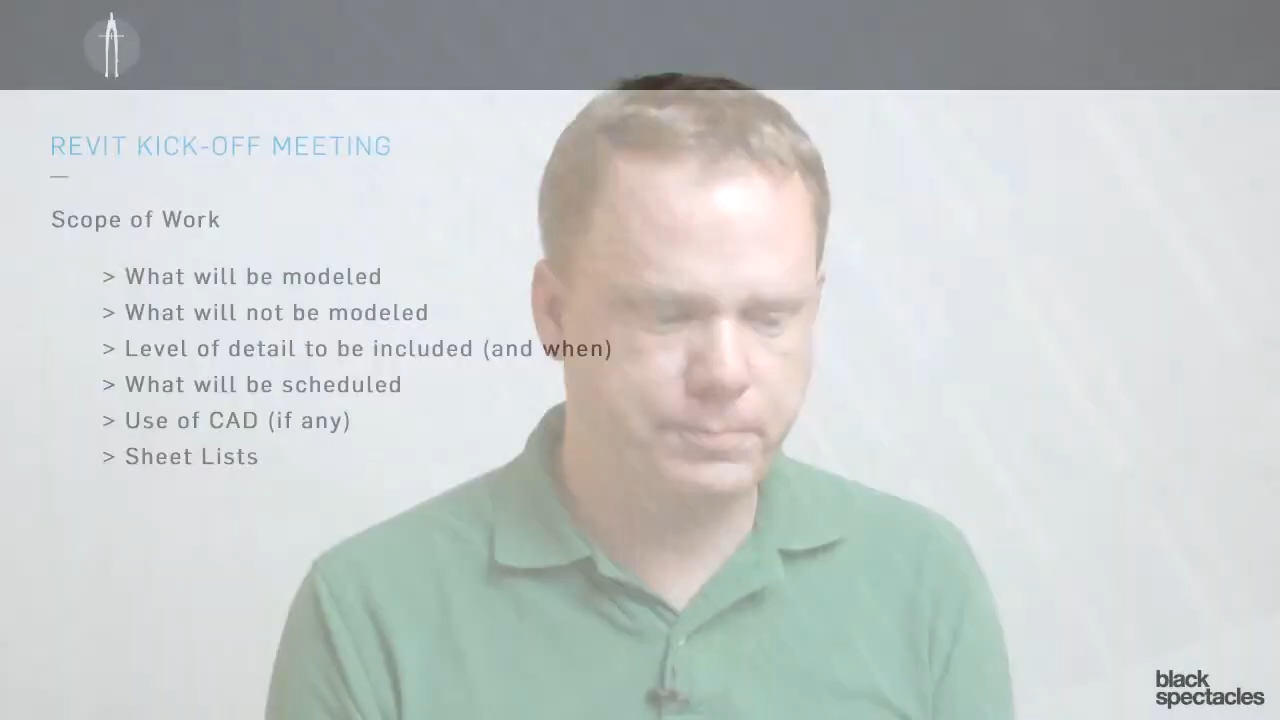 REVIT KICK-OFF MEETING
Scope of Work
> What will be modeled
> What will not be modeled
> Level of detail to be included (and when)
> What will be scheduled
> Use of CAD (if any)
> Sheet Lists
black
spectacles